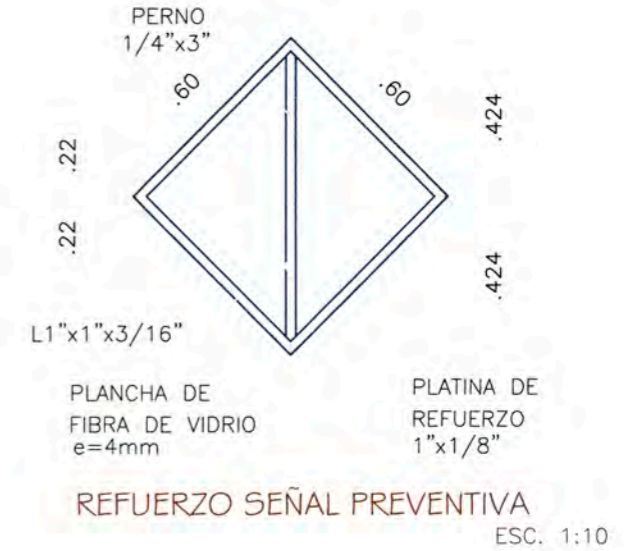 PERNO
1/4"x3"
.60
.60
.22
.424
.22
.424
L1"x1"x3/16"
PLANCHA DE
FIBRA DE VIDRIO
e=4mm
PLATINA DE
REFUERZO
1"x1/8"
REFUERZO SEÑAL PREVENTIVA
ESC. 1:10